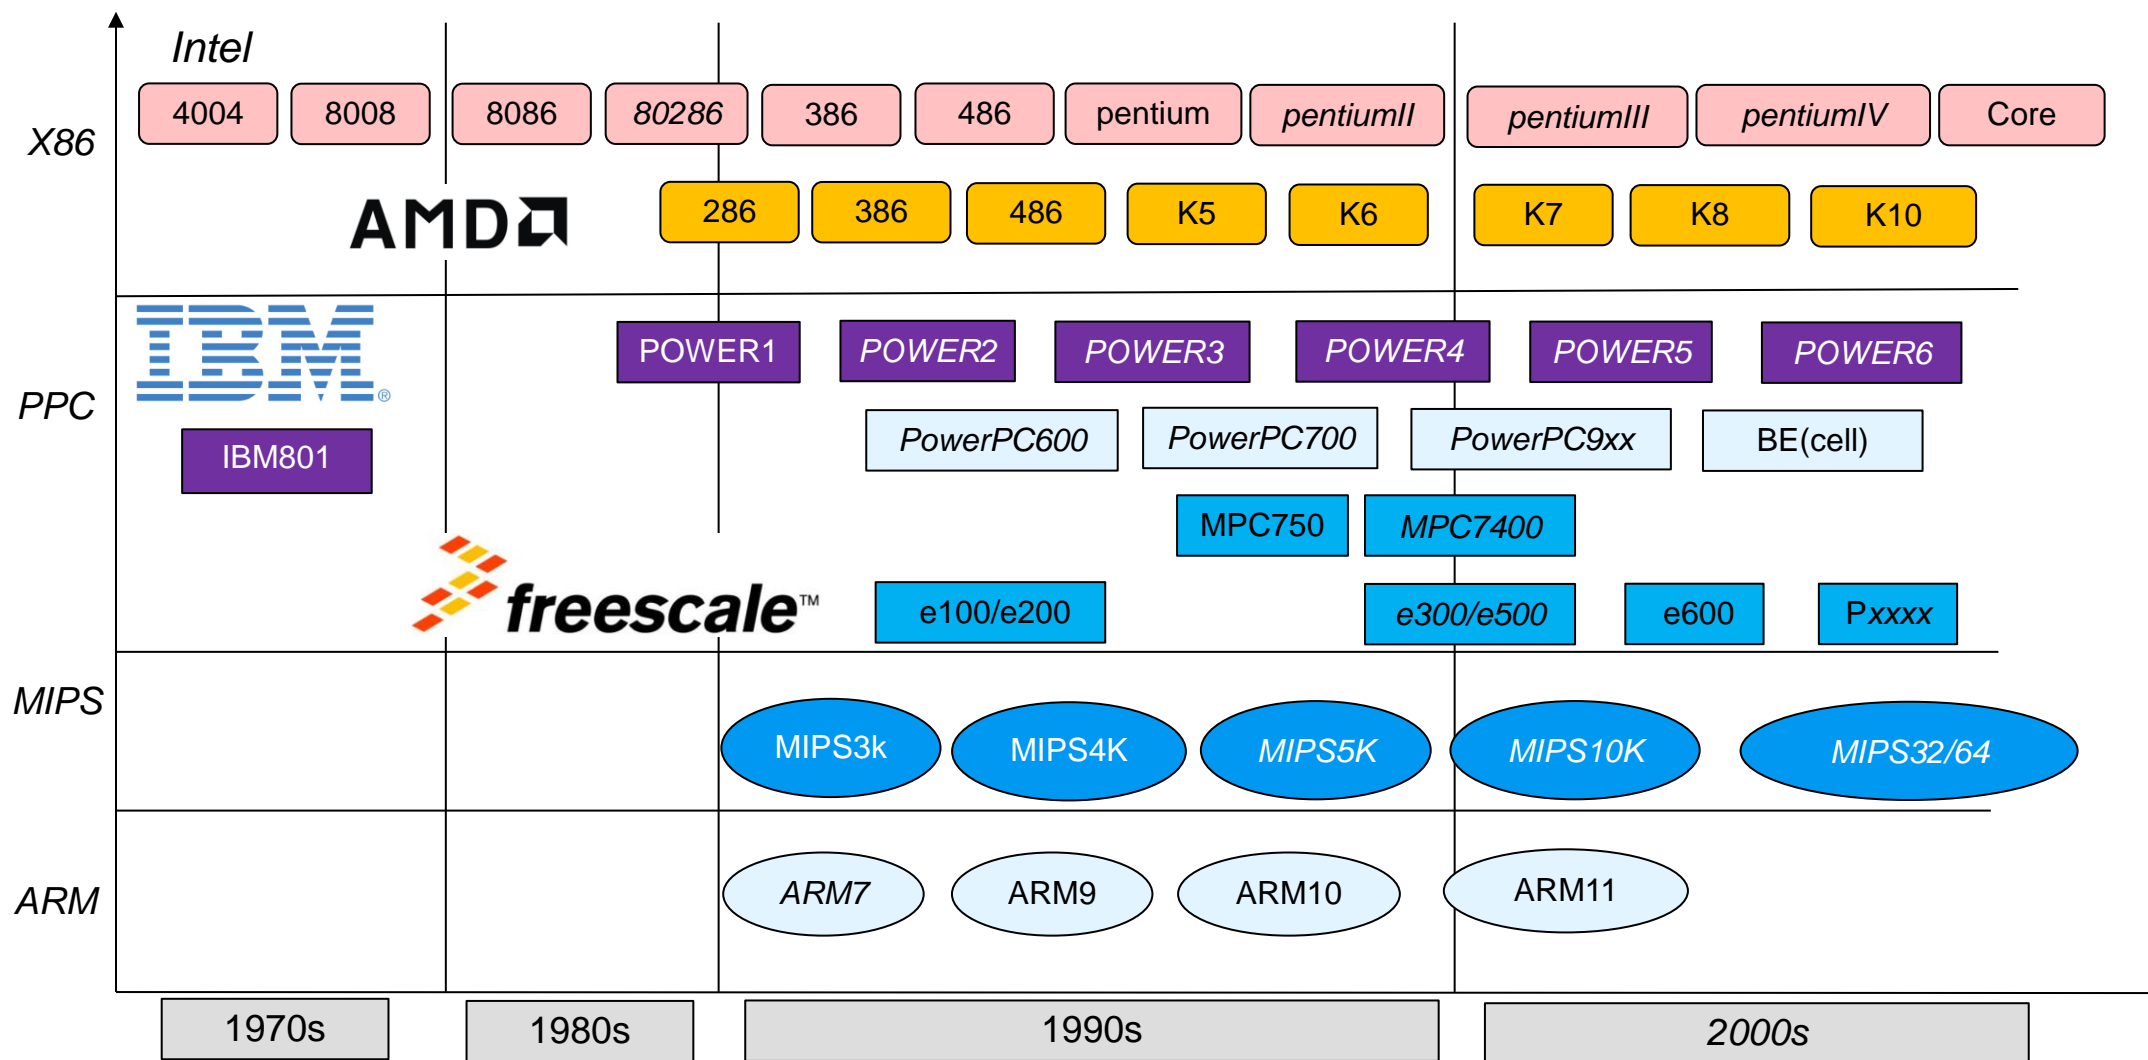 Intel
4004 8008 8086 80286 386 486 pentium pentiumII pentiumIII pentiumIV Core
X86
AMD 286 386 486 K5 K6 K7 K8 K10
IBM®
POWER1 POWER2 POWER3 POWER4 POWER5 POWER6
PPC
IBM801 PowerPC600 PowerPC700 PowerPC9xx BE(cell)
MPC750 MPC7400
freescale™ e100/e200 e300/e500 e600 Pxxxx
MIPS
MIPS3k MIPS4K MIPS5K MIPS10K MIPS32/64
ARM
ARM7 ARM9 ARM10 ARM11
1970s 1980s 1990s 2000s